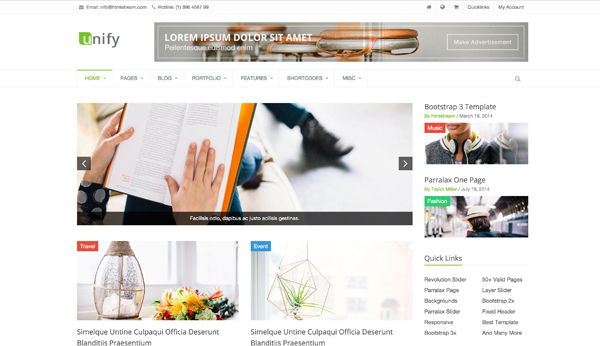 Email: info@htmlstream.com Hotline: (1) 396 4587 99
Quicklinks My Account
unify
LOREM IPSUM DOLOR SIT AMET
Pellentesque euismod enim
Make Advertisement
HOME PAGES BLOG PORTFOLIO FEATURES SHORTCODES MISC
Facilisis odio, dapibus ac justo acilisis gestinas.
Bootstrap 3 Template
By Htmlstream / March 19, 2014
Music
Parralax One Page
By Taylor Miller / July 18, 2014
Fashion
Travel
Simelque Untine Culpaqui Officia Deserunt
Blanditiis Praesentium
Event
Simelque Untine Culpaqui Officia Deserunt
Blanditiis Praesentium
Quick Links
Revolution Slider 50+ Valid Pages
Parralax Page Layer Slider
Backgrounds Bootstrap 2x
Parralax Slider Fixed Header
Responsive Best Template
Bootstrap 3x And Many More